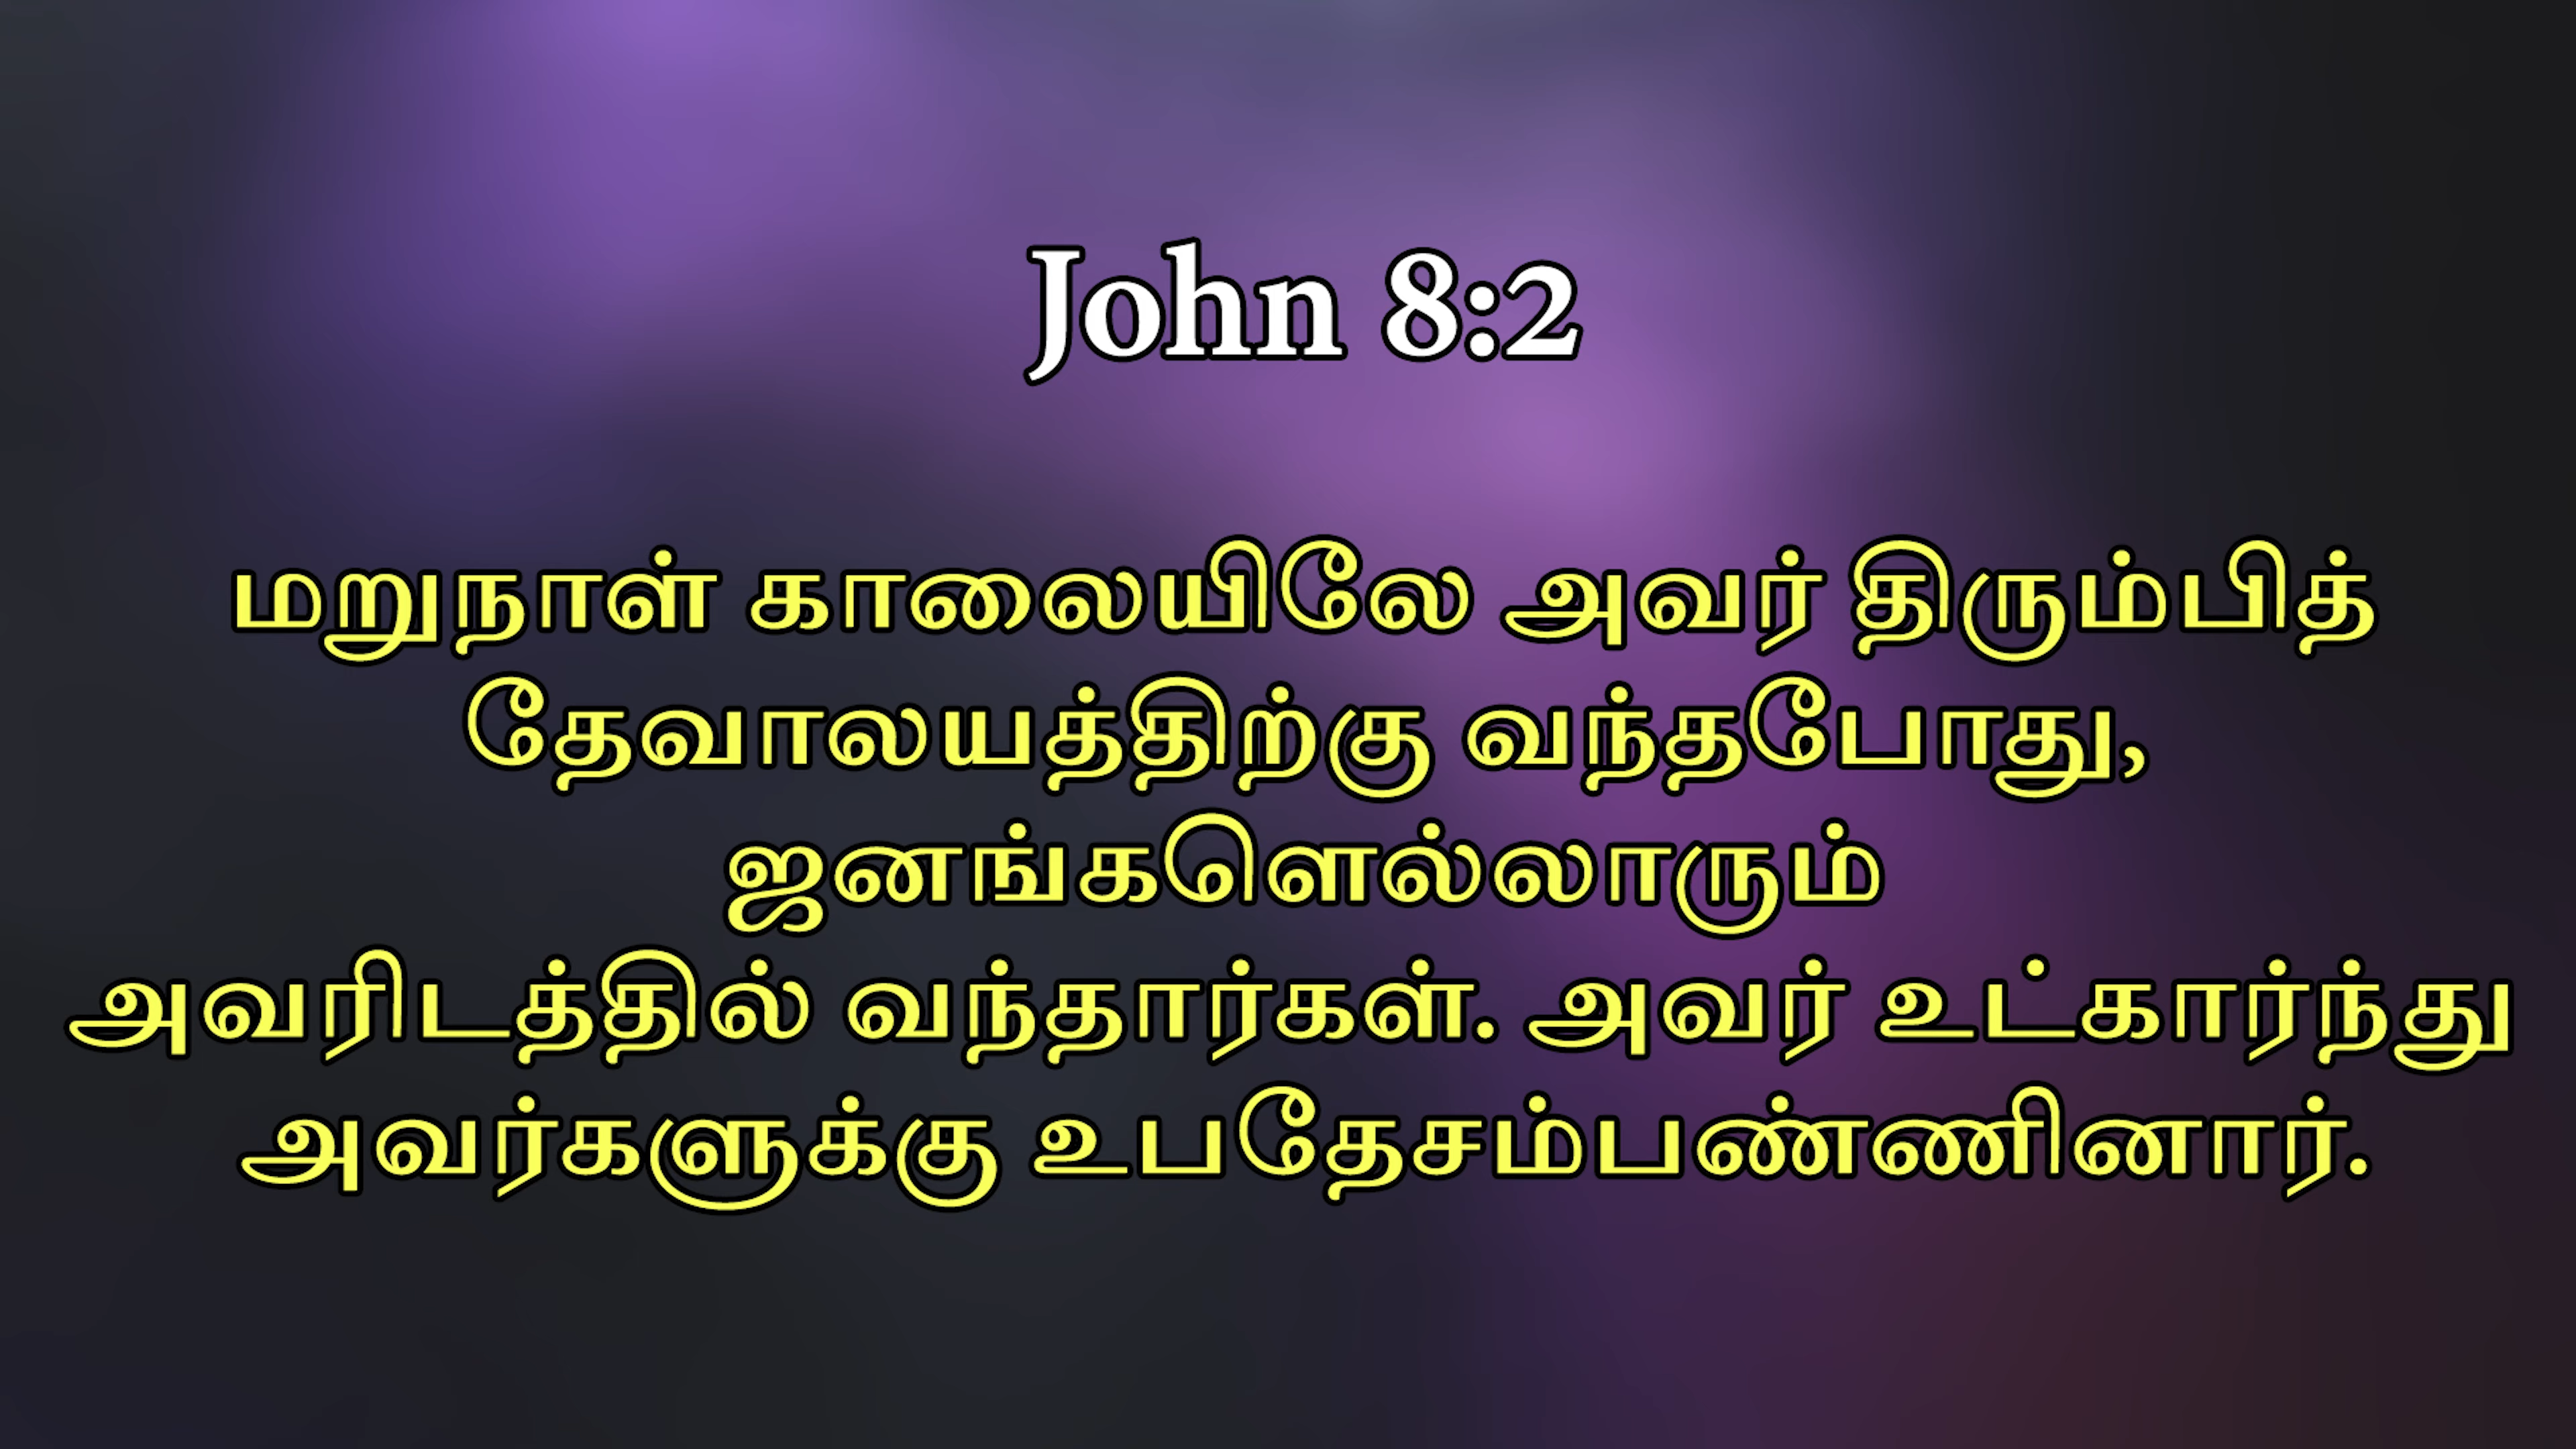 John 8:2
மறுநாள் காலையிலே அவர் திரும்பித்
தேவாலயத்திற்கு வந்தபோது,
ஜனங்களெல்லாரும்
அவரிடத்தில் வந்தார்கள். அவர் உட்கார்ந்து
அவர்களுக்கு உபதேசம்பண்ணினார்.